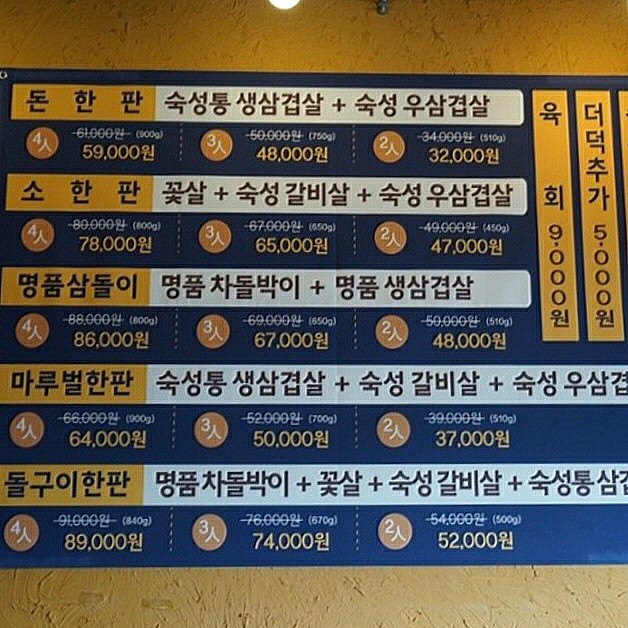 돈 한 판 숙성통 생삼겹살 + 숙성 우삼겹살
4人 61,000원 (900g) 59,000원
3人 50,000원 (750g) 48,000원
2人 34,000원 (510g) 32,000원
소 한 판 꽃살 + 숙성 갈비살 + 숙성 우삼겹살
4人 80,000원 (800g) 78,000원
3人 67,000원 (650g) 65,000원
2人 49,000원 (450g) 47,000원
명품삼돌이 명품 차돌박이 + 명품 생삼겹살
4人 88,000원 (800g) 86,000원
3人 69,000원 (650g) 67,000원
2人 50,000원 (510g) 48,000원
마루벌한판 숙성통 생삼겹살 + 숙성 갈비살 + 숙성 우삼겹
4人 66,000원 (900g) 64,000원
3人 52,000원 (700g) 50,000원
2人 39,000원 (510g) 37,000원
돌구이한판 명품 차돌박이 + 꽃살 + 숙성 갈비살 + 숙성통 삼겹
4人 91,000원 (840g) 89,000원
3人 76,000원 (670g) 74,000원
2人 54,000원 (500g) 52,000원
육 회 9,000원
더덕추가 5,000원